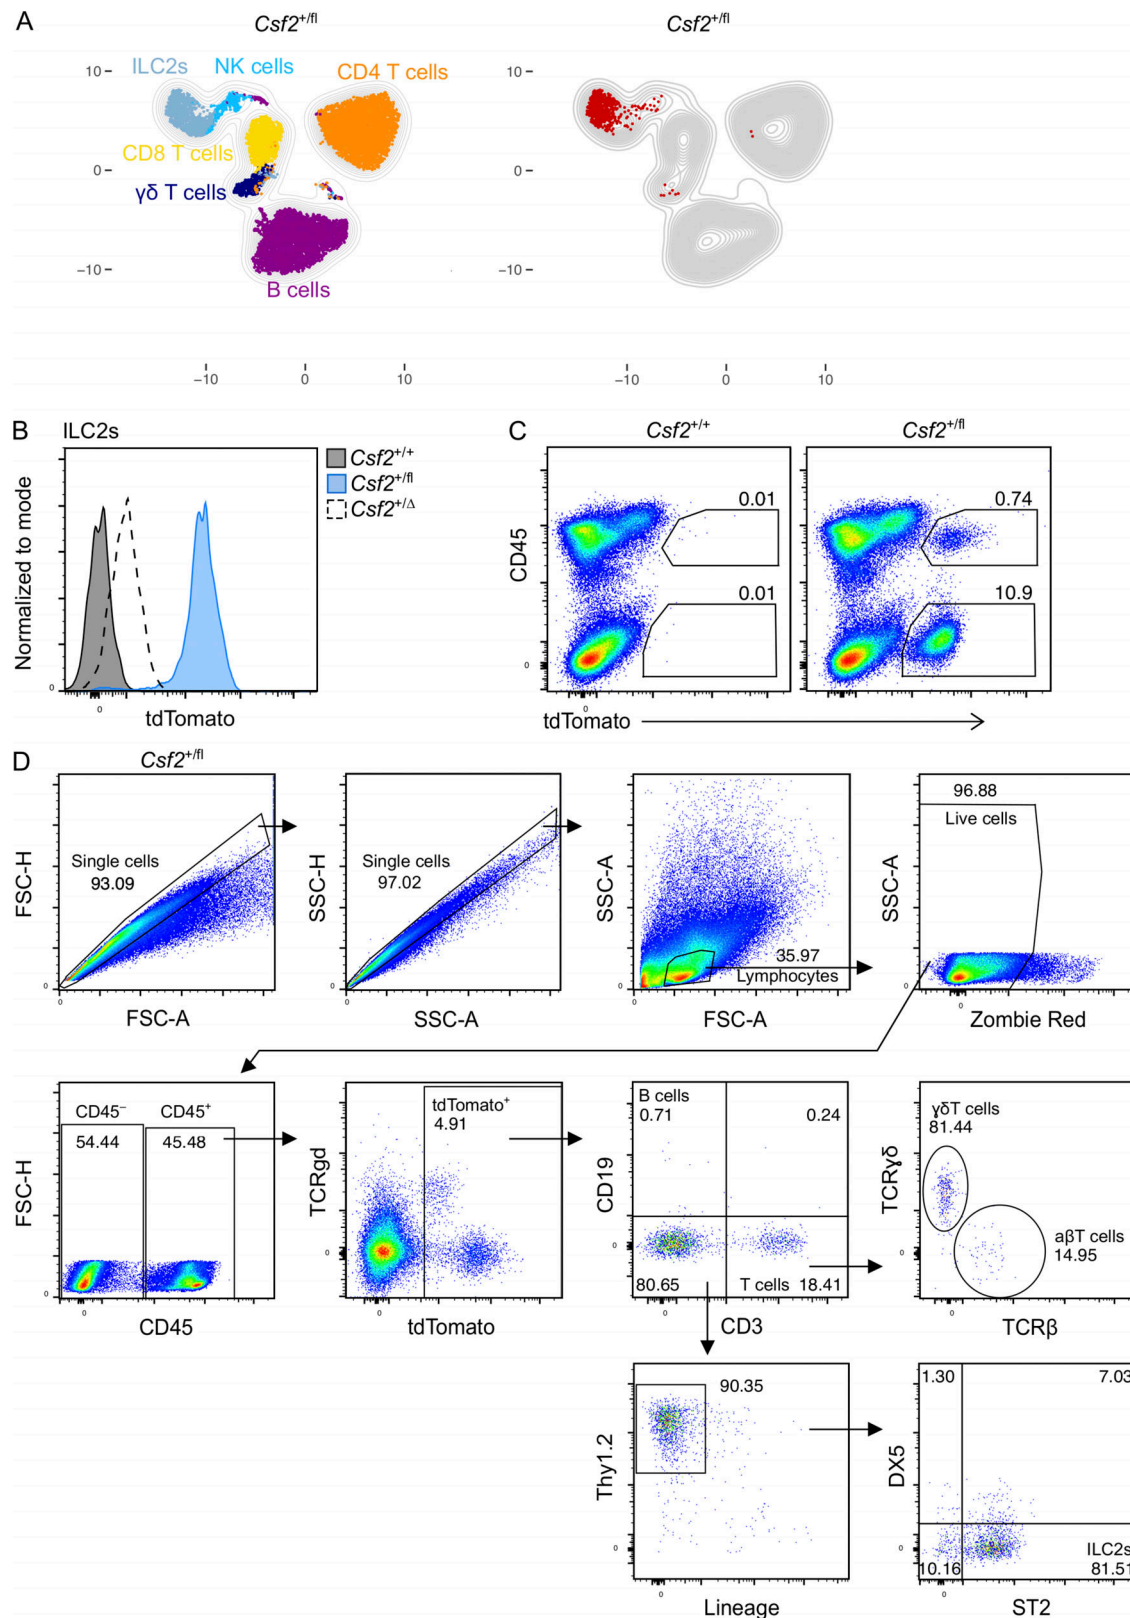 A
Csf2+/fl
Csf2+/fl
ILC2s
NK cells
CD4 T cells
CD8 T cells
γδ T cells
B cells
10
0
−10
−10
0
10
10
0
−10
−10
0
10
B
ILC2s
Normalized to mode
0
0
tdTomato
Csf2+/+
Csf2+/fl
Csf2+/Δ
C
Csf2+/+
Csf2+/fl
CD45
0.01
0.01
0.74
10.9
0
0
0
tdTomato
D
Csf2+/fl
FSC-H
Single cells
93.09
0
0
FSC-A
SSC-H
Single cells
97.02
0
0
SSC-A
SSC-A
35.97
Lymphocytes
0
0
FSC-A
SSC-A
96.88
Live cells
0
0
Zombie Red
FSC-H
CD45−
CD45+
54.44
45.48
0
0
CD45
TCRgd
tdTomato+
4.91
0
0
tdTomato
CD19
B cells
0.71
0.24
80.65
T cells 18.41
0
0
CD3
TCRγδ
γδT cells
81.44
aβT cells
14.95
0
0
TCRβ
Thy1.2
90.35
0
0
Lineage
DX5
1.30
7.03
10.16
ILC2s
81.51
0
0
ST2